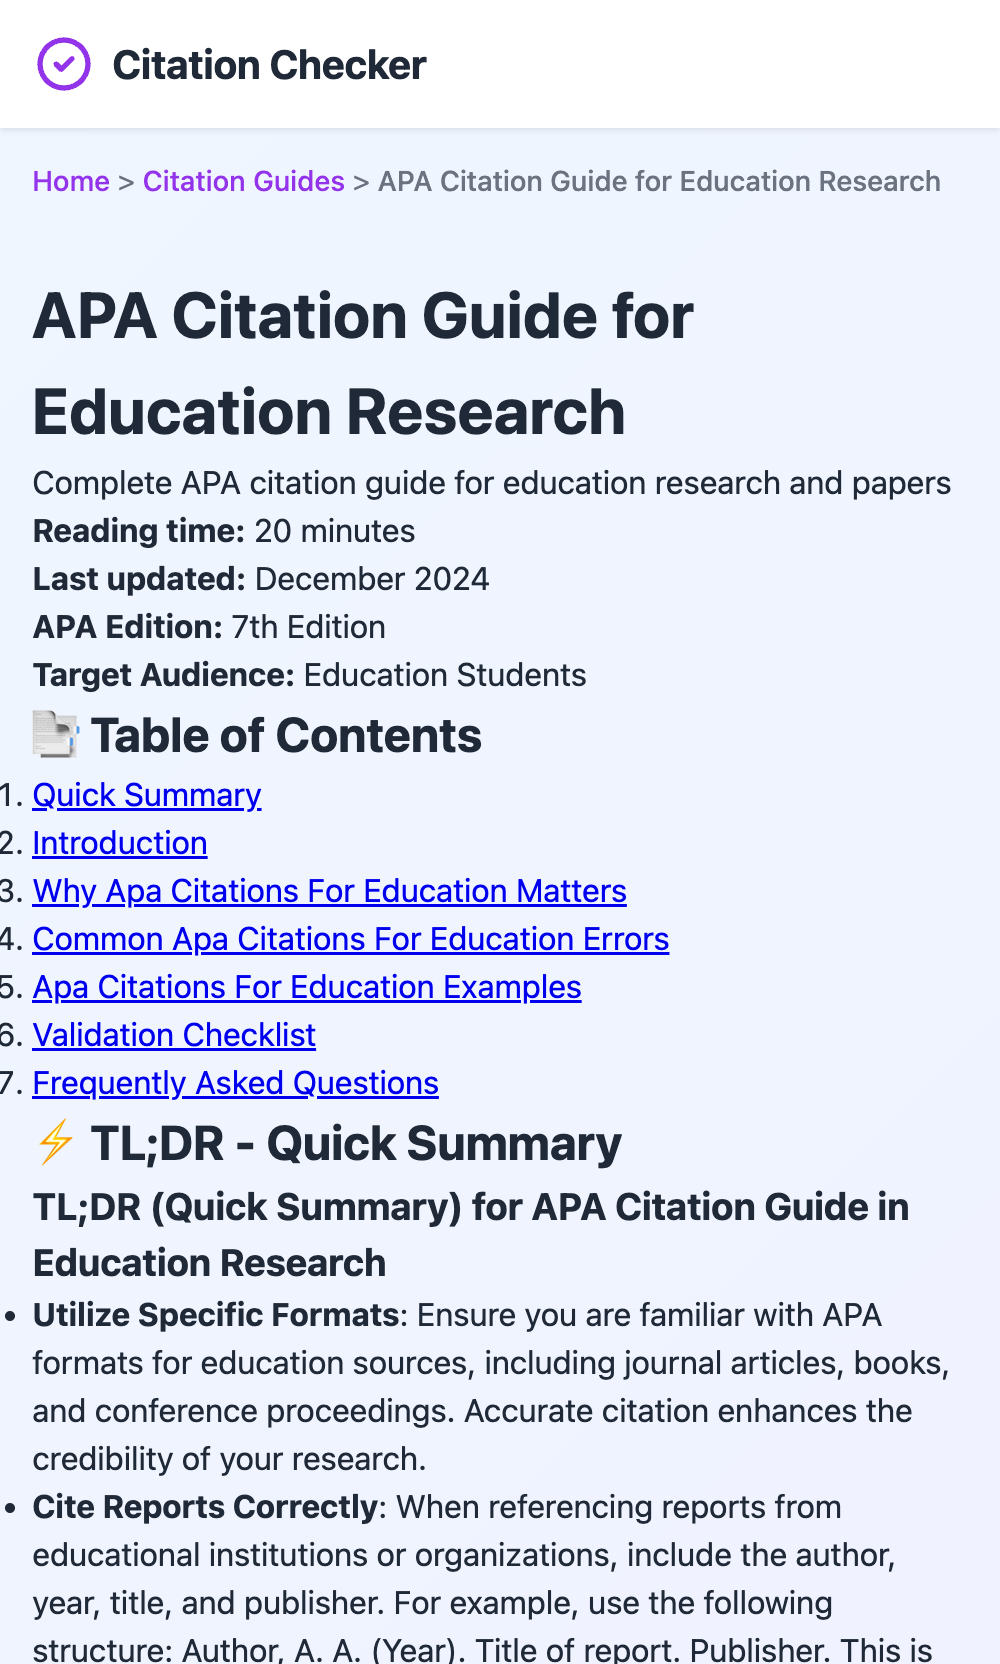 Citation Checker
Home > Citation Guides > APA Citation Guide for Education Research
APA Citation Guide for
Education Research
Complete APA citation guide for education research and papers
Reading time: 20 minutes
Last updated: December 2024
APA Edition: 7th Edition
Target Audience: Education Students
Table of Contents
1. Quick Summary
2. Introduction
3. Why Apa Citations For Education Matters
4. Common Apa Citations For Education Errors
5. Apa Citations For Education Examples
6. Validation Checklist
7. Frequently Asked Questions
⚡ TL;DR - Quick Summary
TL;DR (Quick Summary) for APA Citation Guide in
Education Research
• Utilize Specific Formats: Ensure you are familiar with APA
formats for education sources, including journal articles, books,
and conference proceedings. Accurate citation enhances the
credibility of your research.
• Cite Reports Correctly: When referencing reports from
educational institutions or organizations, include the author,
year, title, and publisher. For example, use the following
structure: Author, A. A. (Year). Title of report. Publisher. This is